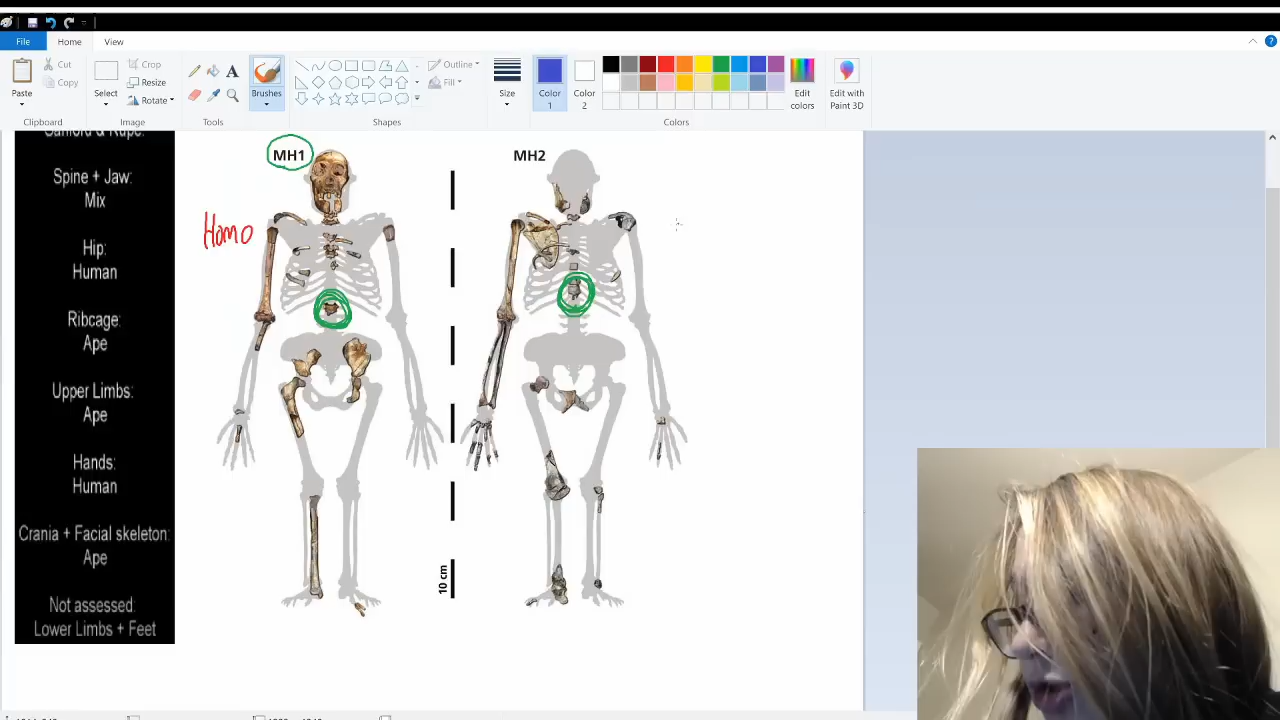 File Home View
Paste
Cut
Copy
Clipboard
Select
Crop
Resize
Rotate
Image
A
Tools
Brushes
Outline
Fill
Shapes
Size
Color
1
Color
2
Edit
colors
Edit with
Paint 3D
Colors
Spine + Jaw:
Mix
Hip:
Human
Ribcage:
Ape
Upper Limbs:
Ape
Hands:
Human
Crania + Facial skeleton:
Ape
Not assessed:
Lower Limbs + Feet
MH1
Homo
MH2
10 cm